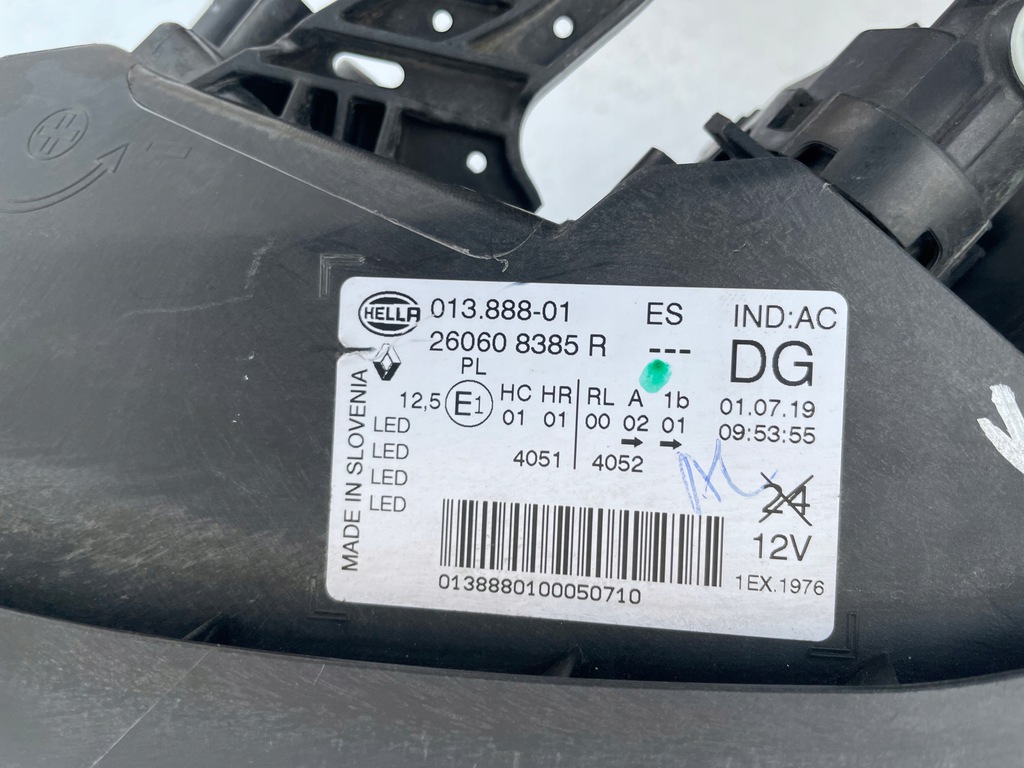 HELLA 013.888-01 ES IND:AC
26060 8385 R --- DG
PL
12,5 E1 HC HR RL A 1b 01.07.19
01 01 00 02 01 09:53:55
→ →
LED
LED
LED
LED
4051 4052
MADE IN SLOVENIA
24
12V
0138880100050710
1EX.1976